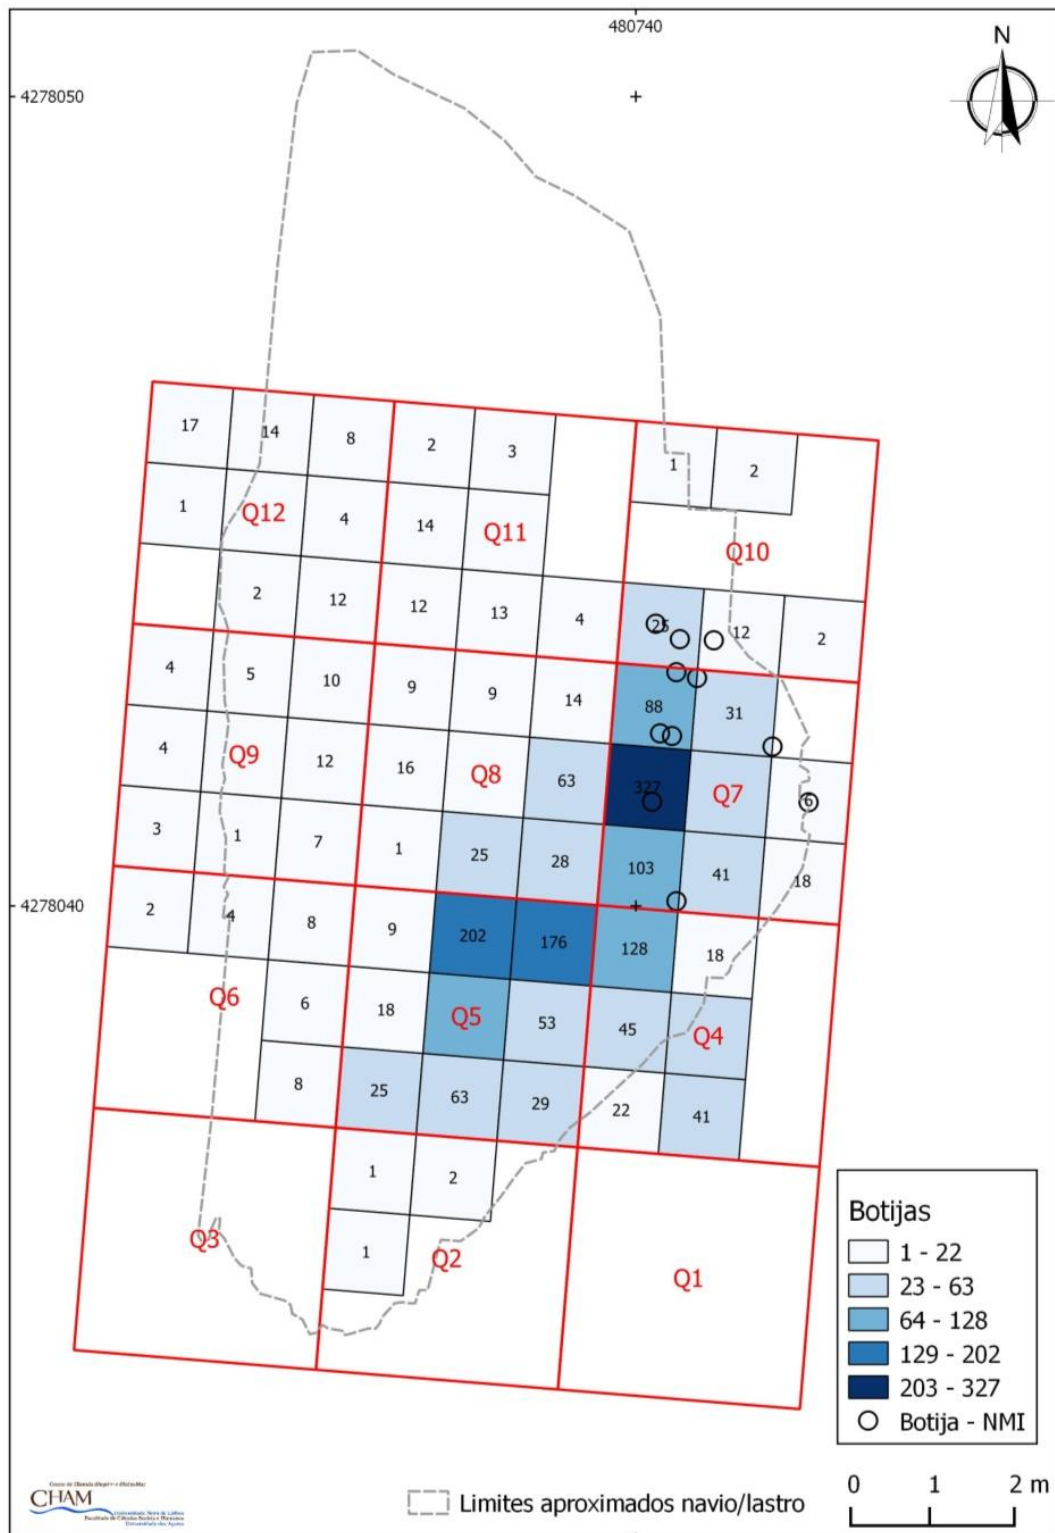 480740
N
4278050
17 14 8 2 3 1 2
1 Q12 4 14 Q11 Q10
2 12 12 13 4 25 12 2
4 5 10 9 9 14 88 31
4 Q9 12 16 Q8 63 327 Q7 6
3 1 7 1 25 28 103 41 18
4278040
2 4 8 9 202 176 128 18
Q6 6 18 Q5 53 45 Q4
8 25 63 29 22 41
1 2
Q3 1 Q2 Q1
Botijas
1 - 22
23 - 63
64 - 128
129 - 202
203 - 327
Botija - NMI
CHAM
Limites aproximados navio/lastro
0 1 2 m